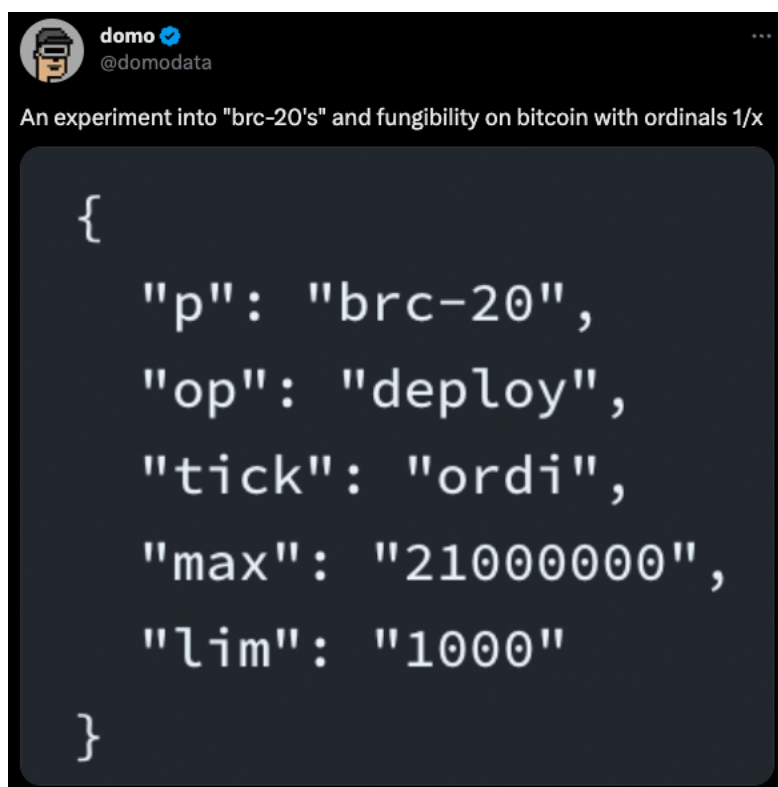 domo
@domodata
An experiment into "brc-20's" and fungibility on bitcoin with ordinals 1/x
{
"p": "brc-20",
"op": "deploy",
"tick": "ordi",
"max": "21000000",
"lim": "1000"
}